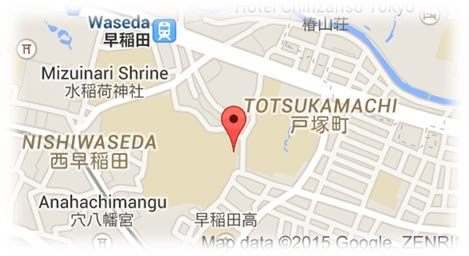 Hotel Chinzanso Tokyo
椿山荘
Waseda
早稲田
Mizuinari Shrine
水稲荷神社
TOTSUKAMACHI
戸塚町
NISHIWASEDA
西早稲田
Anahachimangu
穴八幡宮
早稲田高
Map data ©2015 Google, ZENRI